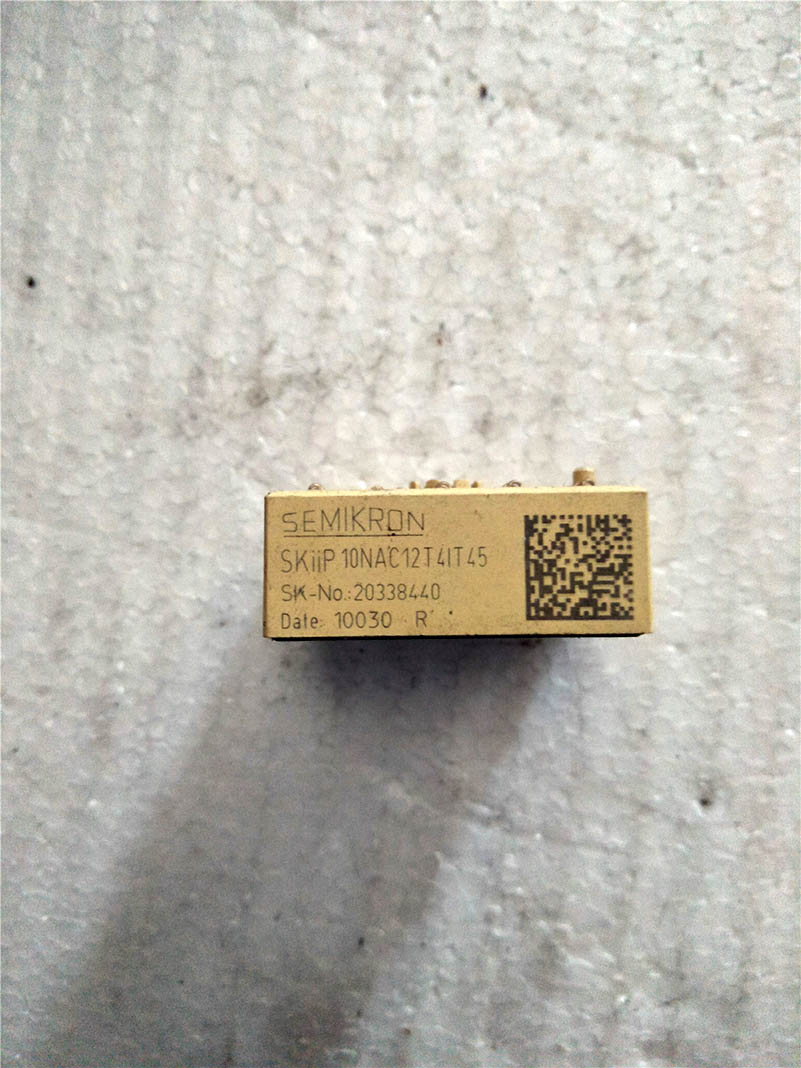 SEMIKRON
SKiiP 10NAC12T4IT45
SK-No.:20338440
Date: 10030 R